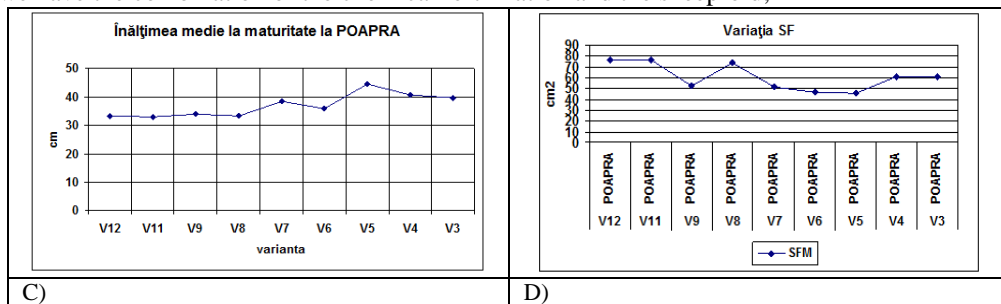 Înălţimea medie la maturitate la POAPRA
50
40
30
20
10
0
cm
V12 V11 V9 V8 V7 V6 V5 V4 V3
varianta
Variaţia SF
90
80
70
60
50
40
30
20
10
0
cm2
POAPRA POAPRA POAPRA POAPRA POAPRA POAPRA POAPRA POAPRA POAPRA
V12 V11 V9 V8 V7 V6 V5 V4 V3
SFM
C) D)